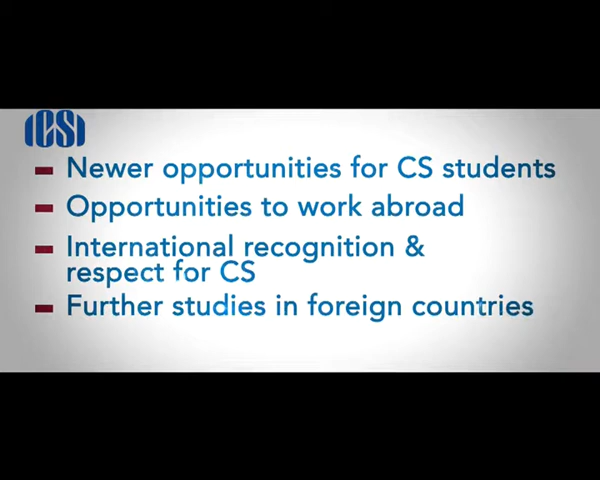 ICSI
Newer opportunities for CS students
Opportunities to work abroad
International recognition &
respect for CS
Further studies in foreign countries